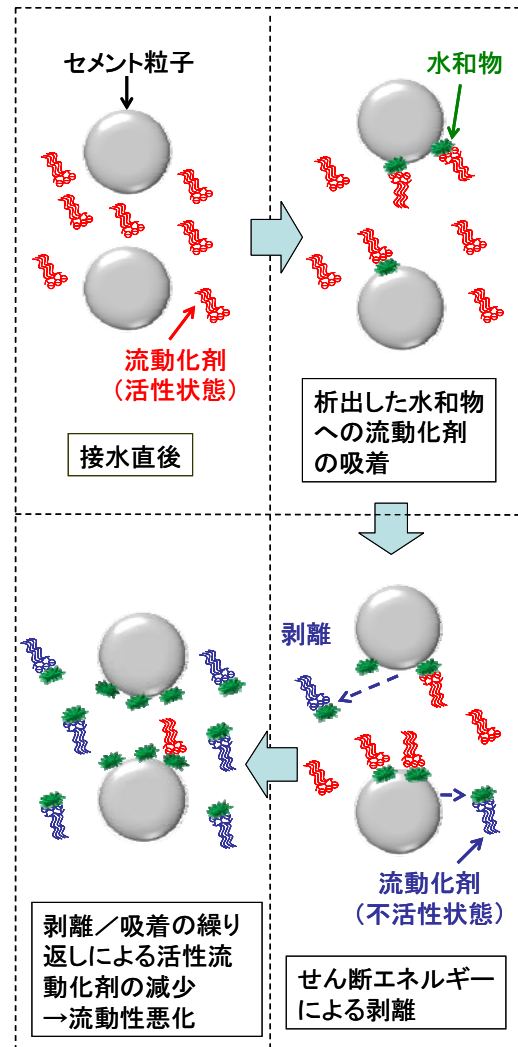 セメント粒子
流動化剤
（活性状態）
接水直後
水和物
析出した水和物
への流動化剤
の吸着
剥離
流動化剤
（不活性状態）
せん断エネルギー
による剥離
剥離／吸着の繰り
返しによる活性流
動化剤の減少
→流動性悪化